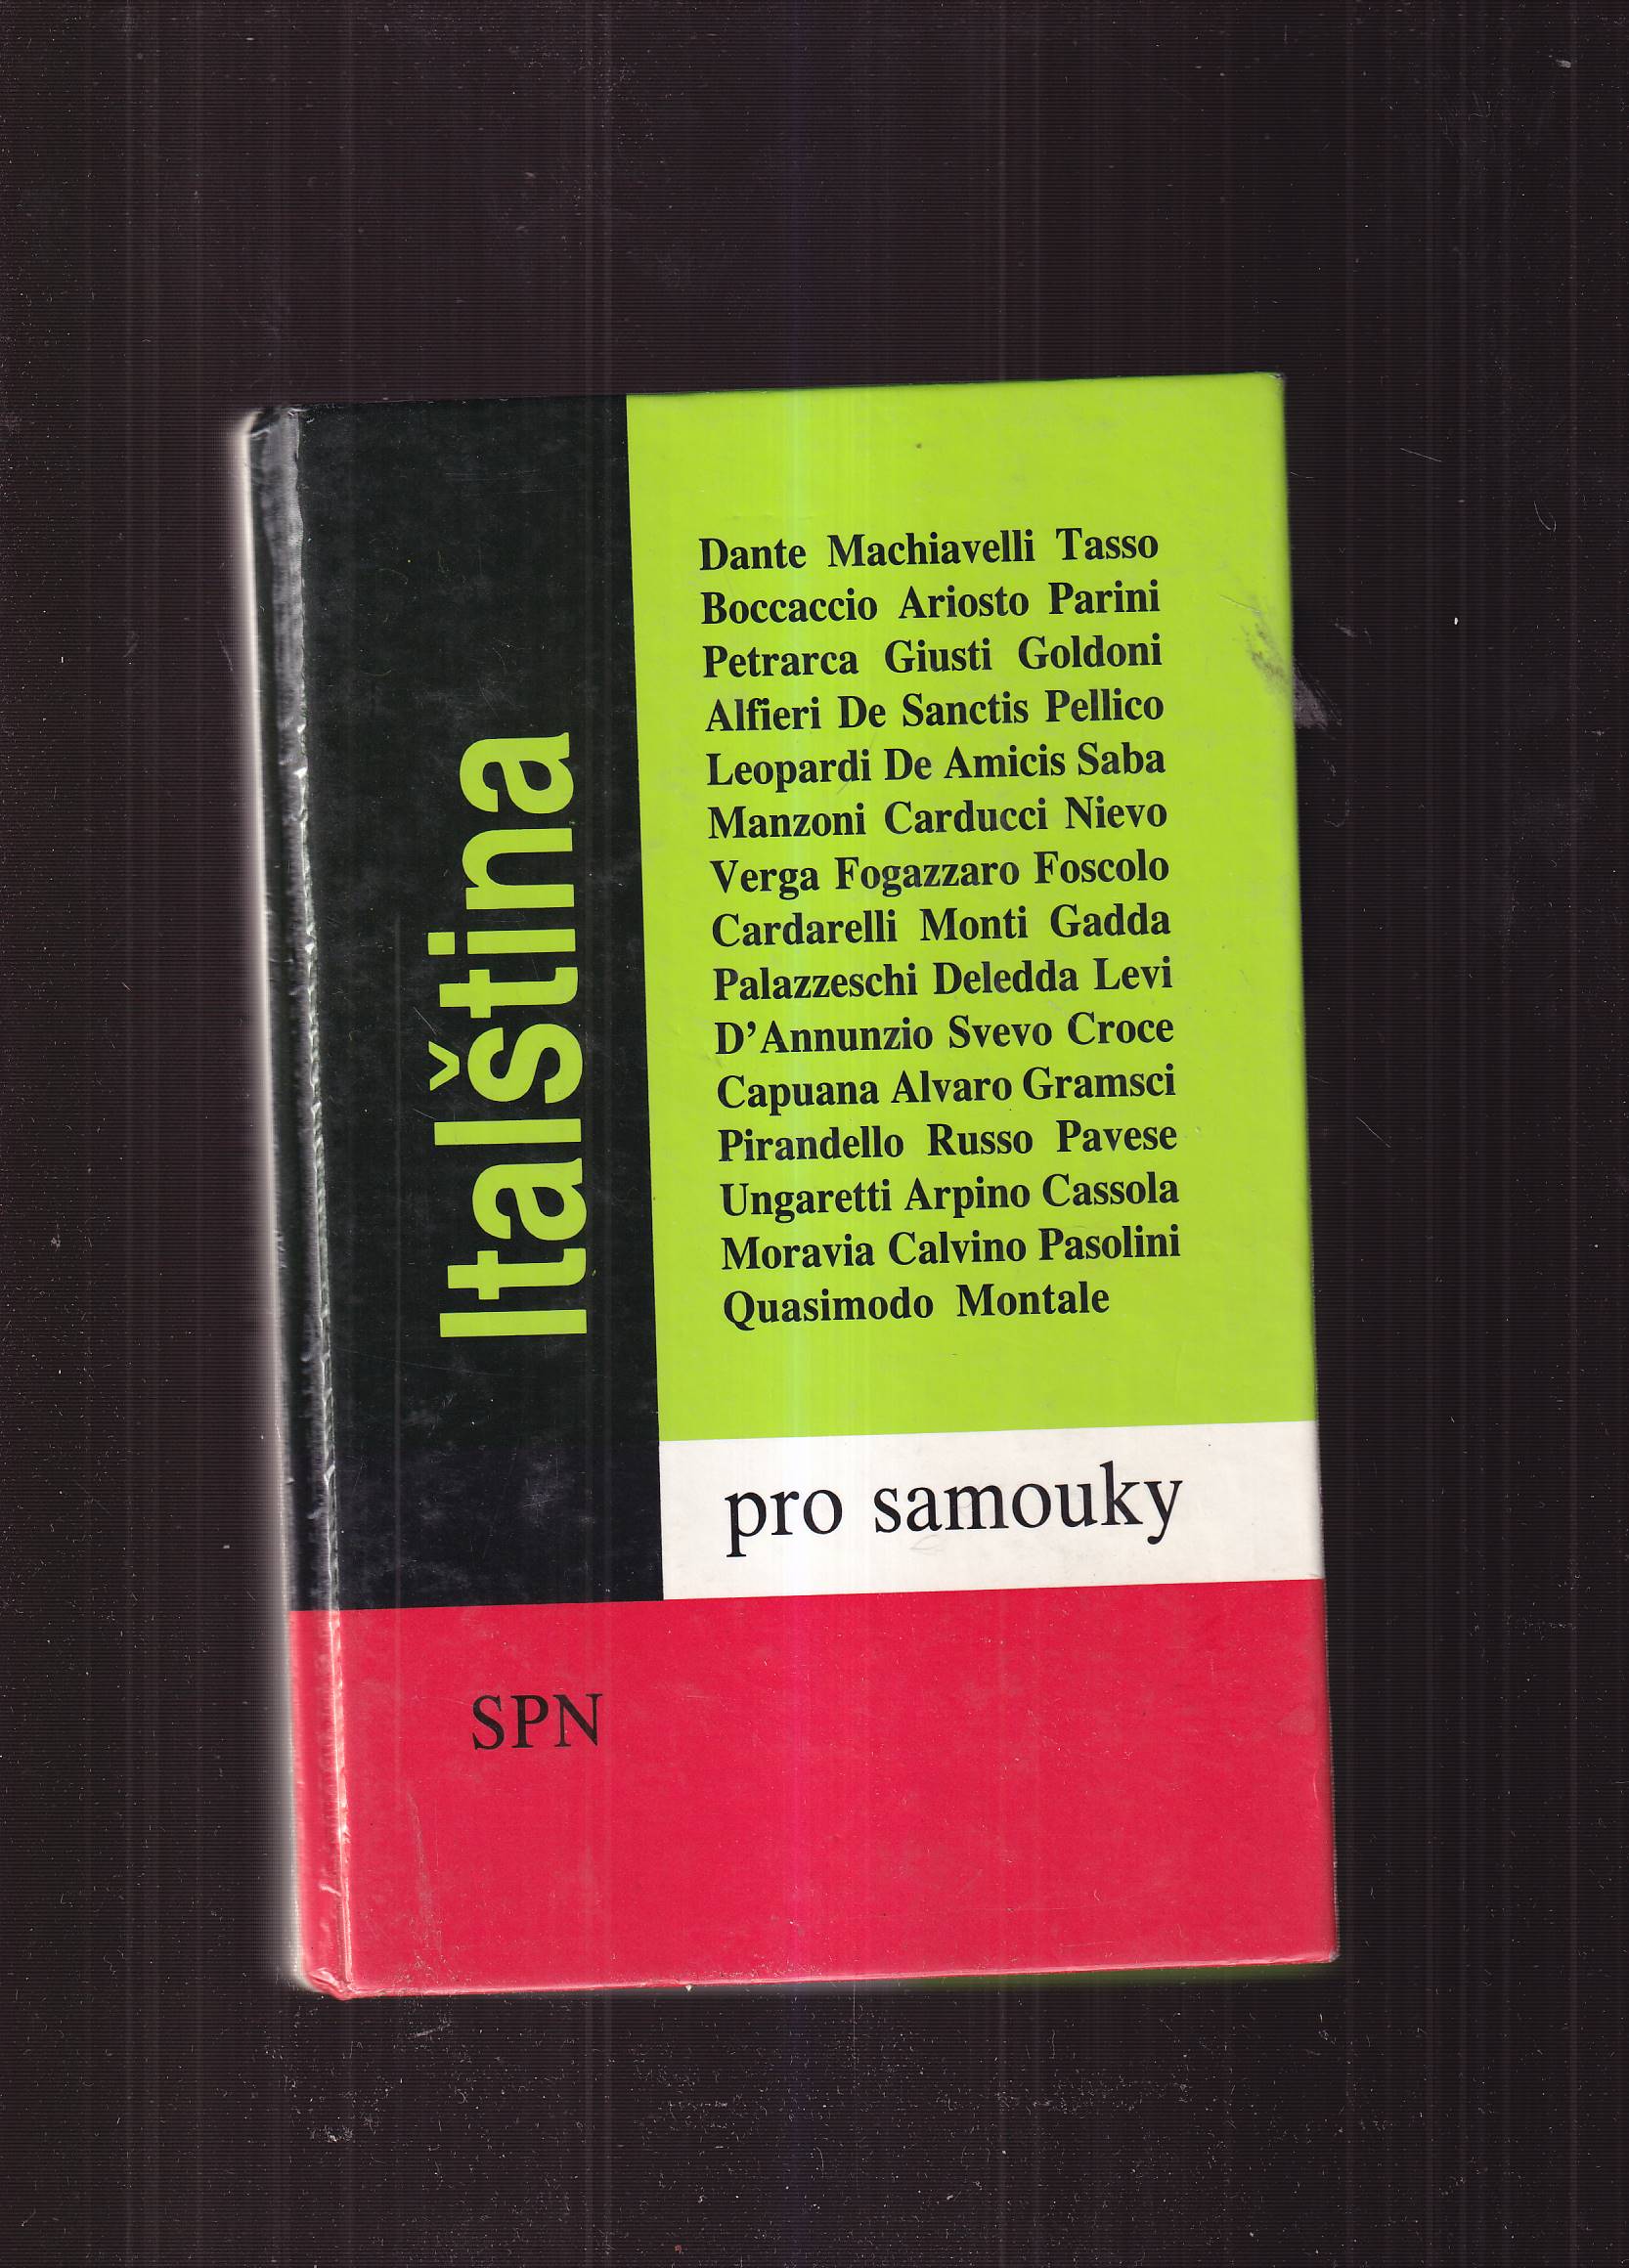 Italština
Dante Machiavelli Tasso
Boccaccio Ariosto Parini
Petrarca Giusti Goldoni
Alfieri De Sanctis Pellico
Leopardi De Amicis Saba
Manzoni Carducci Nievo
Verga Fogazzaro Foscolo
Cardarelli Monti Gadda
Palazzeschi Deledda Levi
D’Annunzio Svevo Croce
Capuana Alvaro Gramsci
Pirandello Russo Pavese
Ungaretti Arpino Cassola
Moravia Calvino Pasolini
Quasimodo Montale
pro samouky
SPN